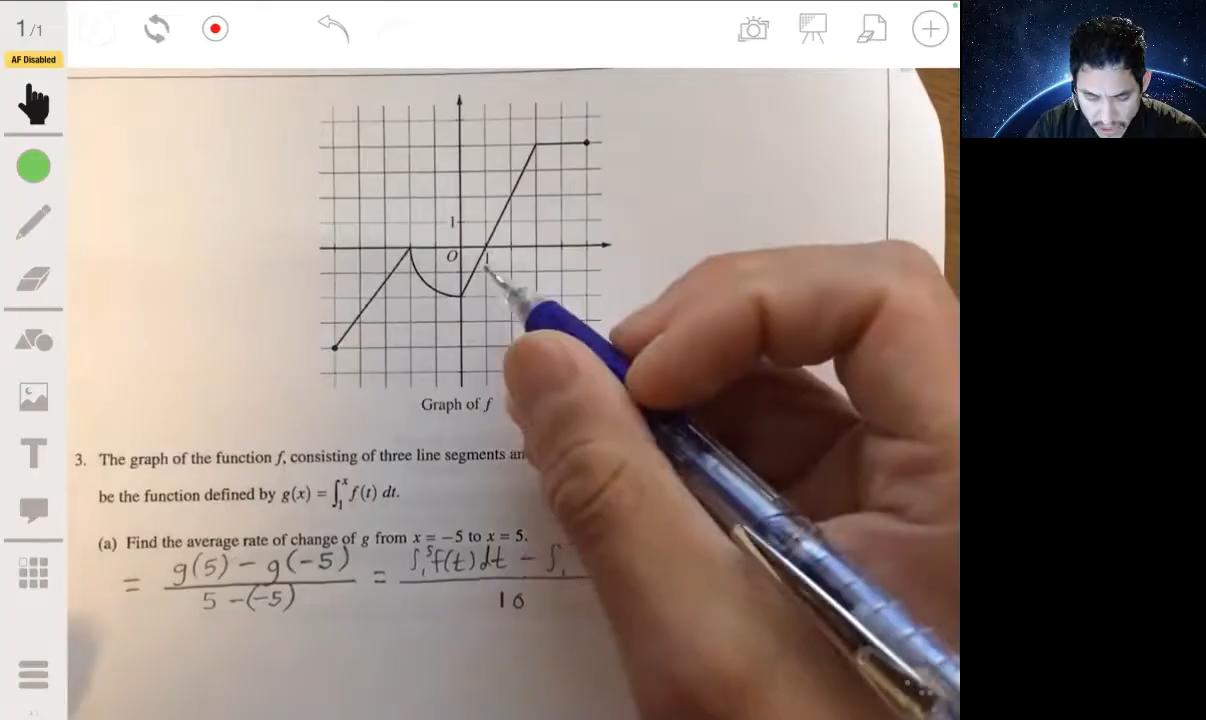 1/1
AF Disabled
T
1
O
1
Graph of f
3. The graph of the function f, consisting of three line segments
be the function defined by g(x) = ∫₁ˣ f(t) dt.
(a) Find the average rate of change of g from x = −5 to x = 5.
= g(5) - g(-5) / 5 - (-5) = ∫₁⁵ f(t) dt - ∫₁ / 10